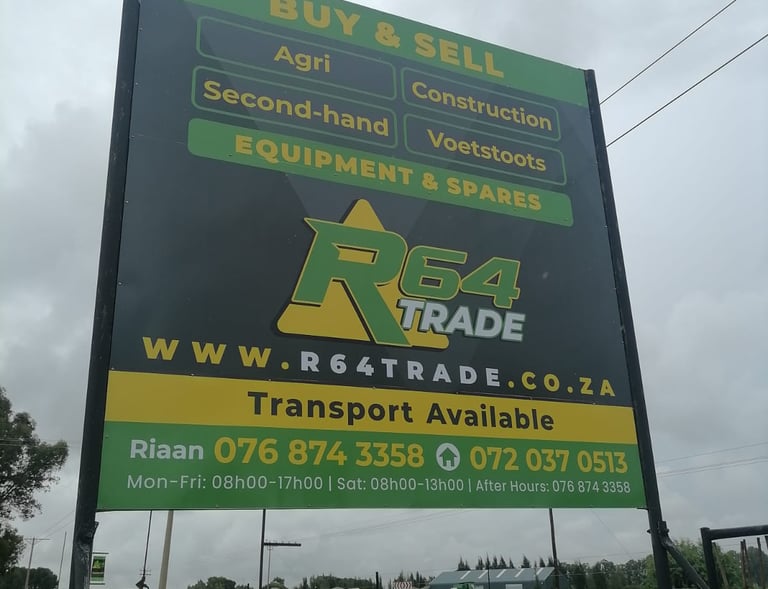 BUY & SELL
Agri
Construction
Second-hand
Voetstoots
EQUIPMENT & SPARES
R64
TRADE
WWW.R64TRADE.CO.ZA
Transport Available
Riaan 076 874 3358 072 037 0513
Mon-Fri: 08h00-17h00 | Sat: 08h00-13h00 | After Hours: 076 874 3358